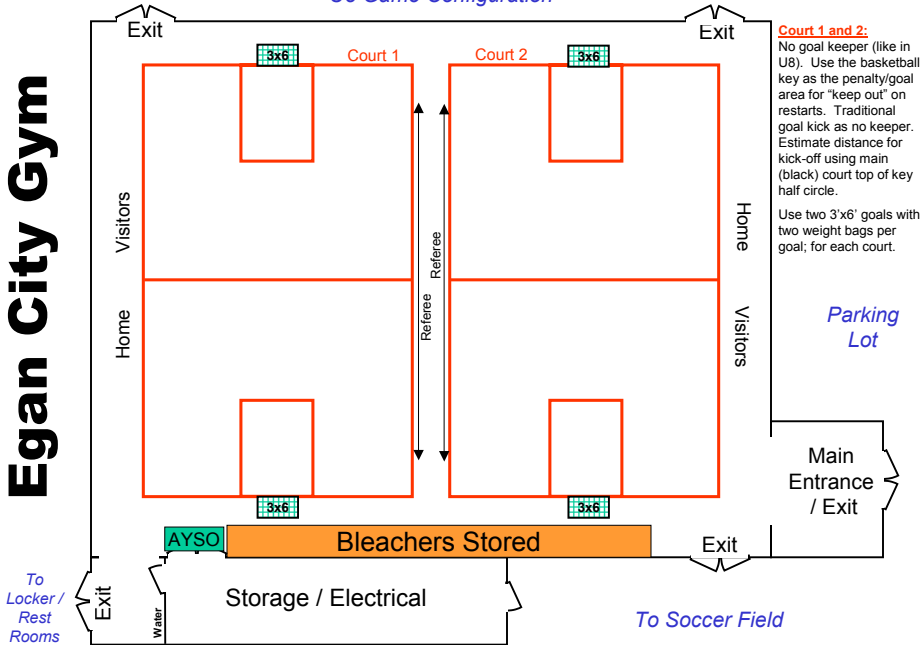 Game Configuration
Exit
Exit
Egan City Gym
3x6
Court 1
Court 2
3x6
Court 1 and 2:
No goal keeper (like in
U8). Use the basketball
key as the penalty/goal
area for “keep out” on
restarts. Traditional
goal kick as no keeper.
Estimate distance for
kick-off using main
(black) court top of key
half circle.
Use two 3’x6’ goals with
two weight bags per
goal; for each court.
Visitors
Home
Referee
Referee
Home
Visitors
Parking
Lot
Main
Entrance
/ Exit
3x6
3x6
AYSO
Bleachers Stored
Exit
To
Locker /
Rest
Rooms
Exit
Water
Storage / Electrical
To Soccer Field